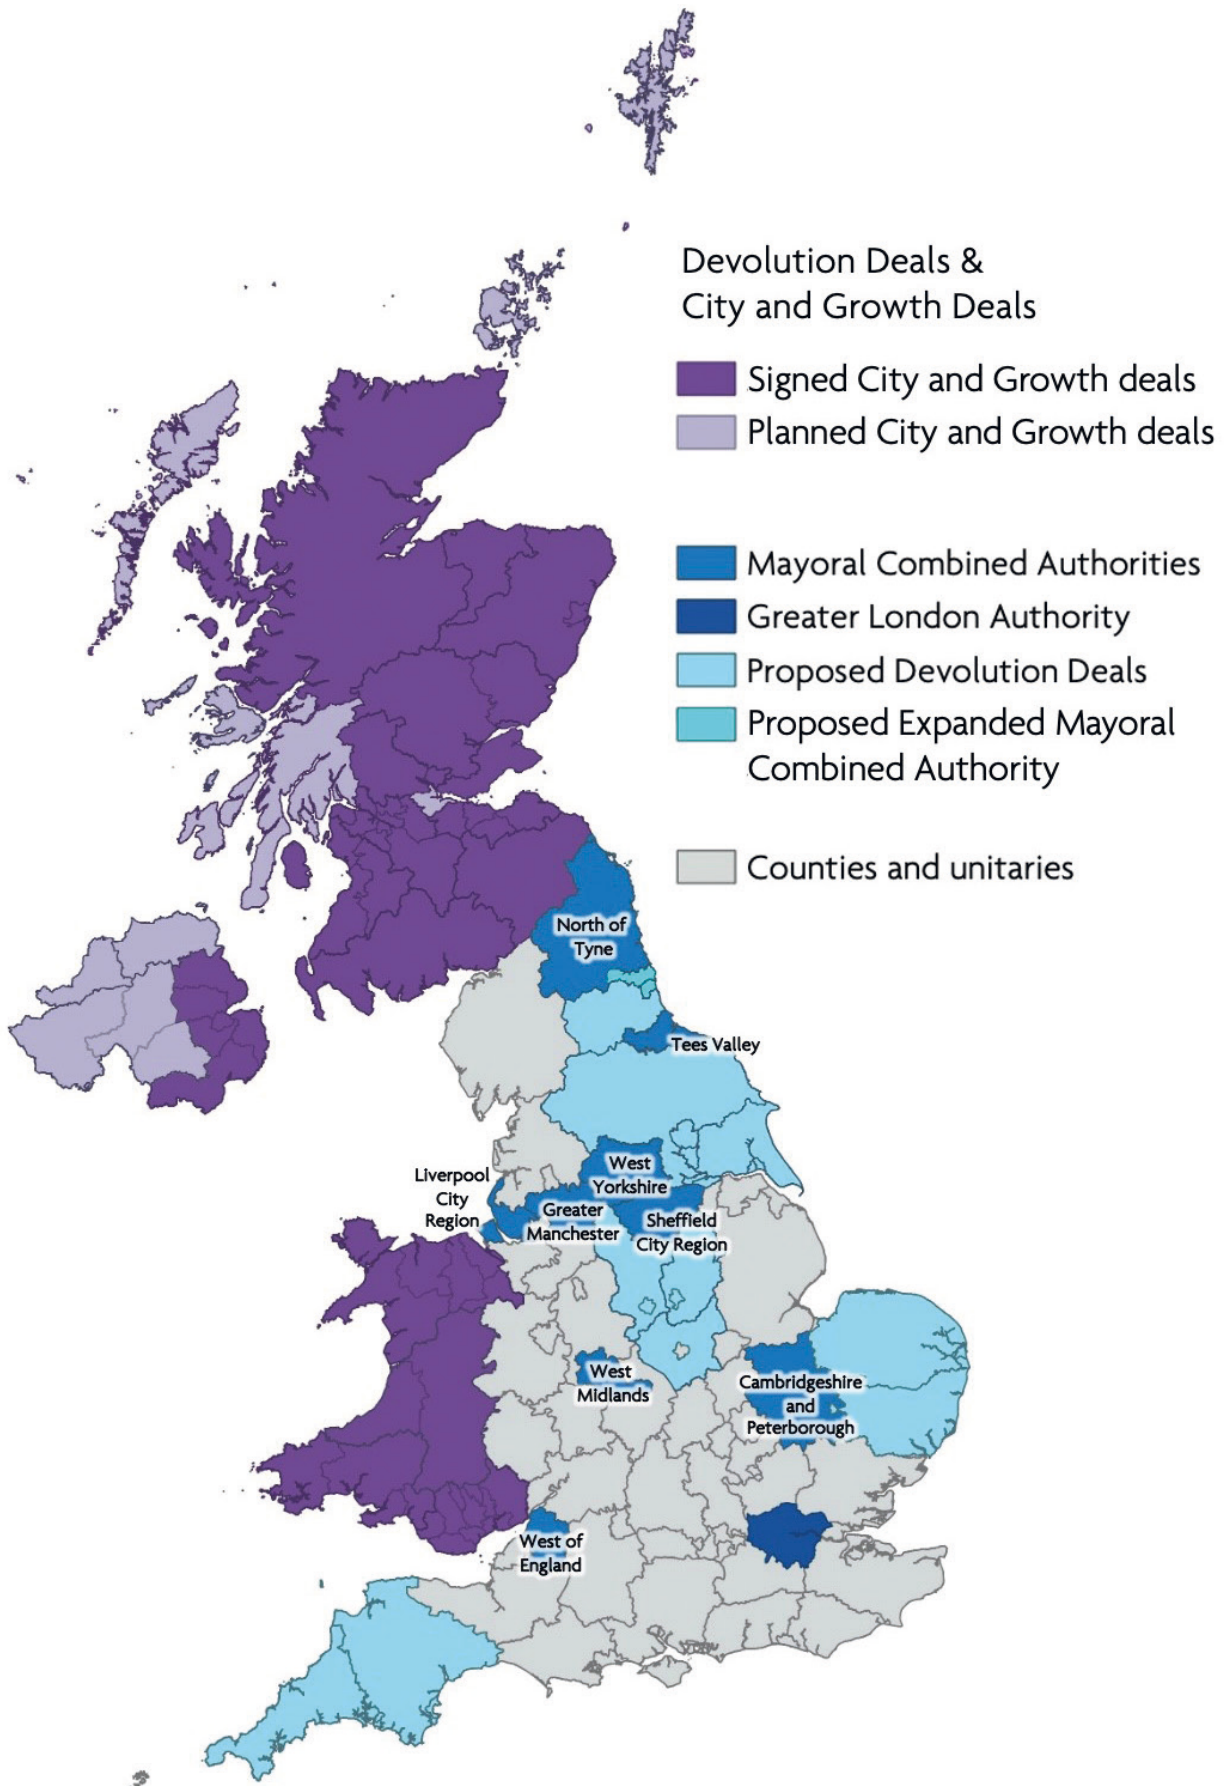 Devolution Deals &
City and Growth Deals
Signed City and Growth deals
Planned City and Growth deals
Mayoral Combined Authorities
Greater London Authority
Proposed Devolution Deals
Proposed Expanded Mayoral
Combined Authority
Counties and unitaries
North of
Tyne
Tees Valley
West
Yorkshire
Liverpool
City
Region
Greater
Manchester
Sheffield
City Region
West
Midlands
Cambridgeshire
and
Peterborough
West of
England